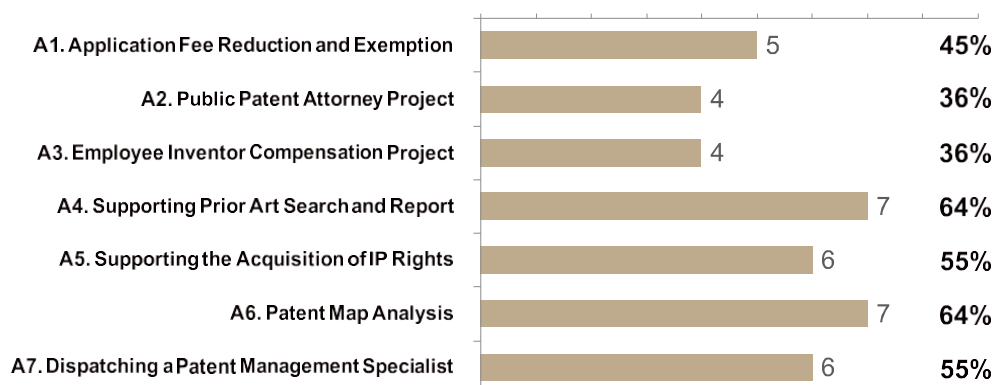 A1. Application Fee Reduction and Exemption 5 45%
A2. Public Patent Attorney Project 4 36%
A3. Employee Inventor Compensation Project 4 36%
A4. Supporting Prior Art Search and Report 7 64%
A5. Supporting the Acquisition of IP Rights 6 55%
A6. Patent Map Analysis 7 64%
A7. Dispatching a Patent Management Specialist 6 55%